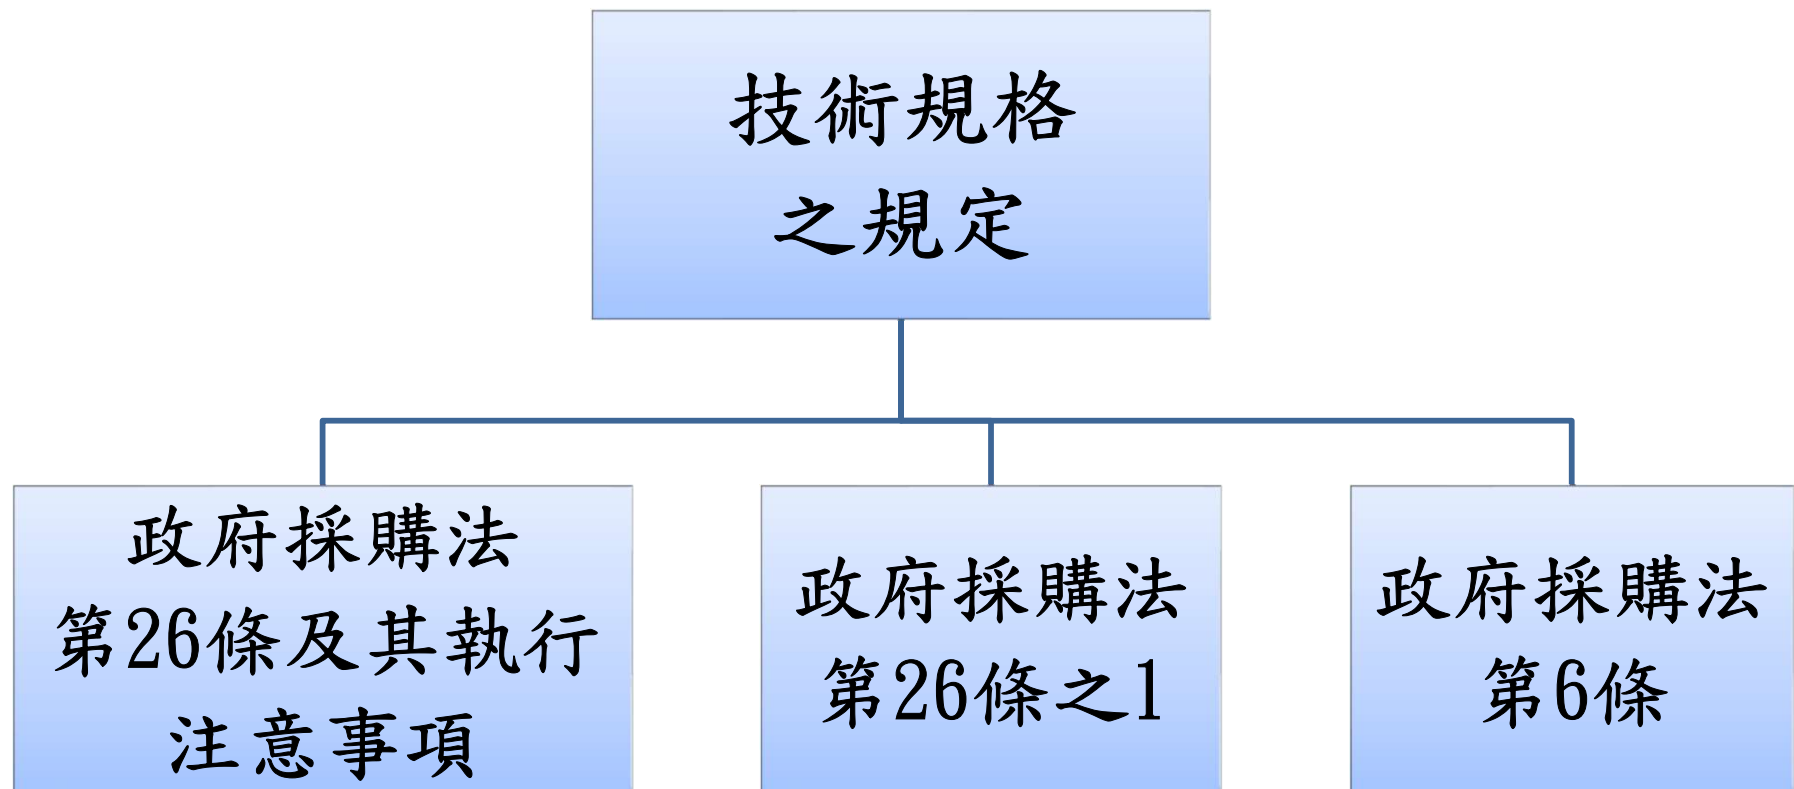 技術規格
之規定
政府採購法
第26條及其執行
注意事項
政府採購法
第26條之1
政府採購法
第6條